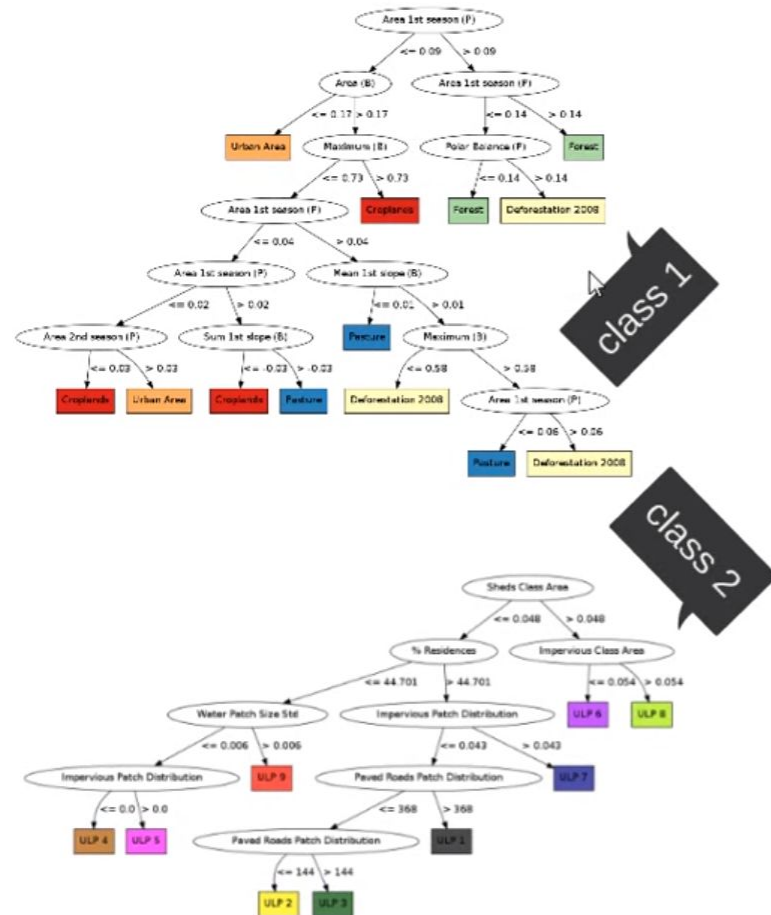 Area 1st season (P)
<= 0.09 > 0.09
Area (B) Area 1st season (P)
<= 0.17 > 0.17 <= 0.14 > 0.14
Urban Area Maximum (B) Polar Balance (P) Forest
<= 0.73 > 0.73 <= 0.14 > 0.14
Area 1st season (P) Croplands Forest Deforestation 2008
<= 0.04 > 0.04
Area 1st season (P) Mean 1st slope (B)
<= 0.02 > 0.02 <= 0.01 > 0.01
Area 2nd season (P) Sum 1st slope (B) Pasture Maximum (B)
<= 0.03 > 0.03 <= -0.03 > -0.03 <= 0.58 > 0.58
Croplands Urban Area Croplands Pasture Deforestation 2008 Area 1st season (P)
<= 0.06 > 0.06
Pasture Deforestation 2008
class 1
class 2
Sheds Class Area
<= 0.048 > 0.048
% Residences Impervious Class Area
<= 44.701 > 44.701 <= 0.054 > 0.054
Water Patch Size Std Impervious Patch Distribution ULP 6 ULP 8
<= 0.006 > 0.006 <= 0.043 > 0.043
Impervious Patch Distribution ULP 9 Paved Roads Patch Distribution ULP 7
<= 0.0 > 0.0 <= 368 > 368
ULP 4 ULP 5 Paved Roads Patch Distribution ULP 1
<= 144 > 144
ULP 2 ULP 3